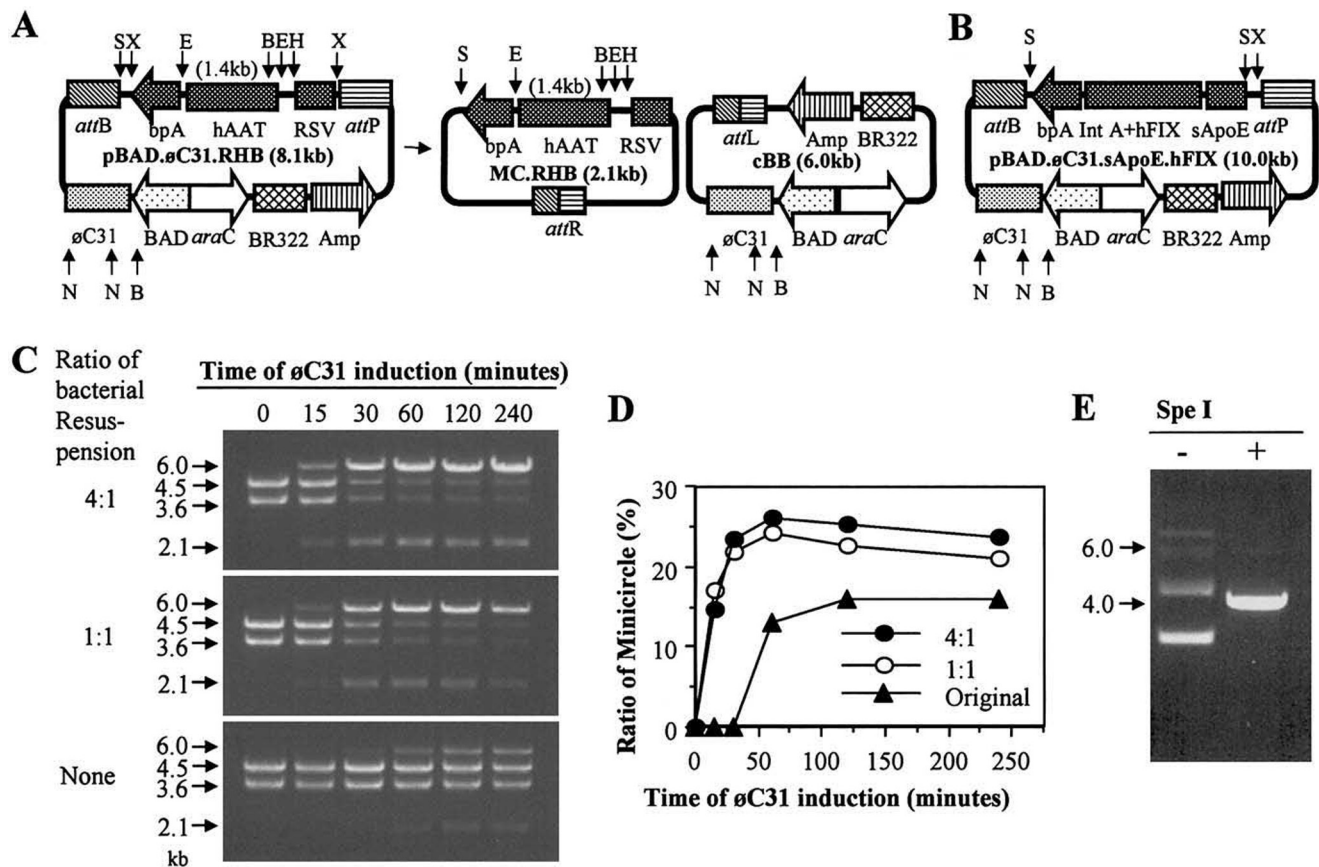 A
SX
E
BEH
X
(1.4kb)
attB
bpA
hAAT
RSV
attP
pBAD.øC31.RHB (8.1kb)
øC31
BAD
araC
BR322
Amp
N
N
B
S
E
BEH
(1.4kb)
bpA
hAAT
RSV
MC.RHB (2.1kb)
attR
attL
Amp
BR322
cBB (6.0kb)
øC31
BAD
araC
N
N
B
B
S
SX
attB
bpA
Int A+hFIX
sApoE
attP
pBAD.øC31.sApoE.hFIX (10.0kb)
øC31
BAD
araC
BR322
Amp
N
N
B
C
Ratio of
bacterial
Resus-
pension
Time of øC31 induction (minutes)
0 15 30 60 120 240
4:1
6.0
4.5
3.6
2.1
1:1
6.0
4.5
3.6
2.1
None
6.0
4.5
3.6
2.1
kb
D
Ratio of Minicircle (%)
30
20
10
0
4:1
1:1
Original
0 50 100 150 200 250
Time of øC31 induction (minutes)
E
Spe I
- +
6.0
4.0